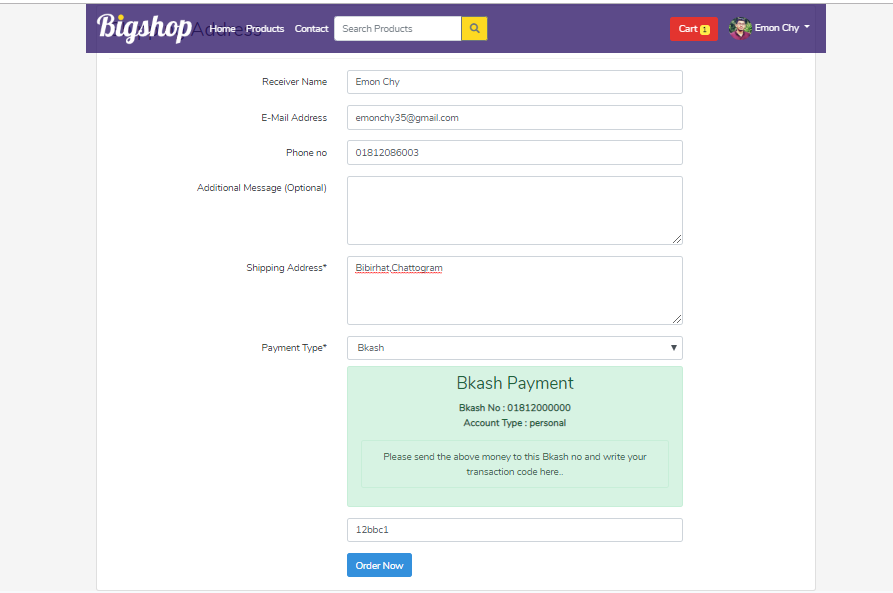 Bigshop
Home Products Contact Search Products Cart 1 Emon Chy
Address
Receiver Name Emon Chy
E-Mail Address emonchy35@gmail.com
Phone no 01812086003
Additional Message (Optional)
Shipping Address* Bibirhat,Chattogram
Payment Type* Bkash
Bkash Payment
Bkash No : 01812000000
Account Type : personal
Please send the above money to this Bkash no and write your
transaction code here..
12bbc1
Order Now